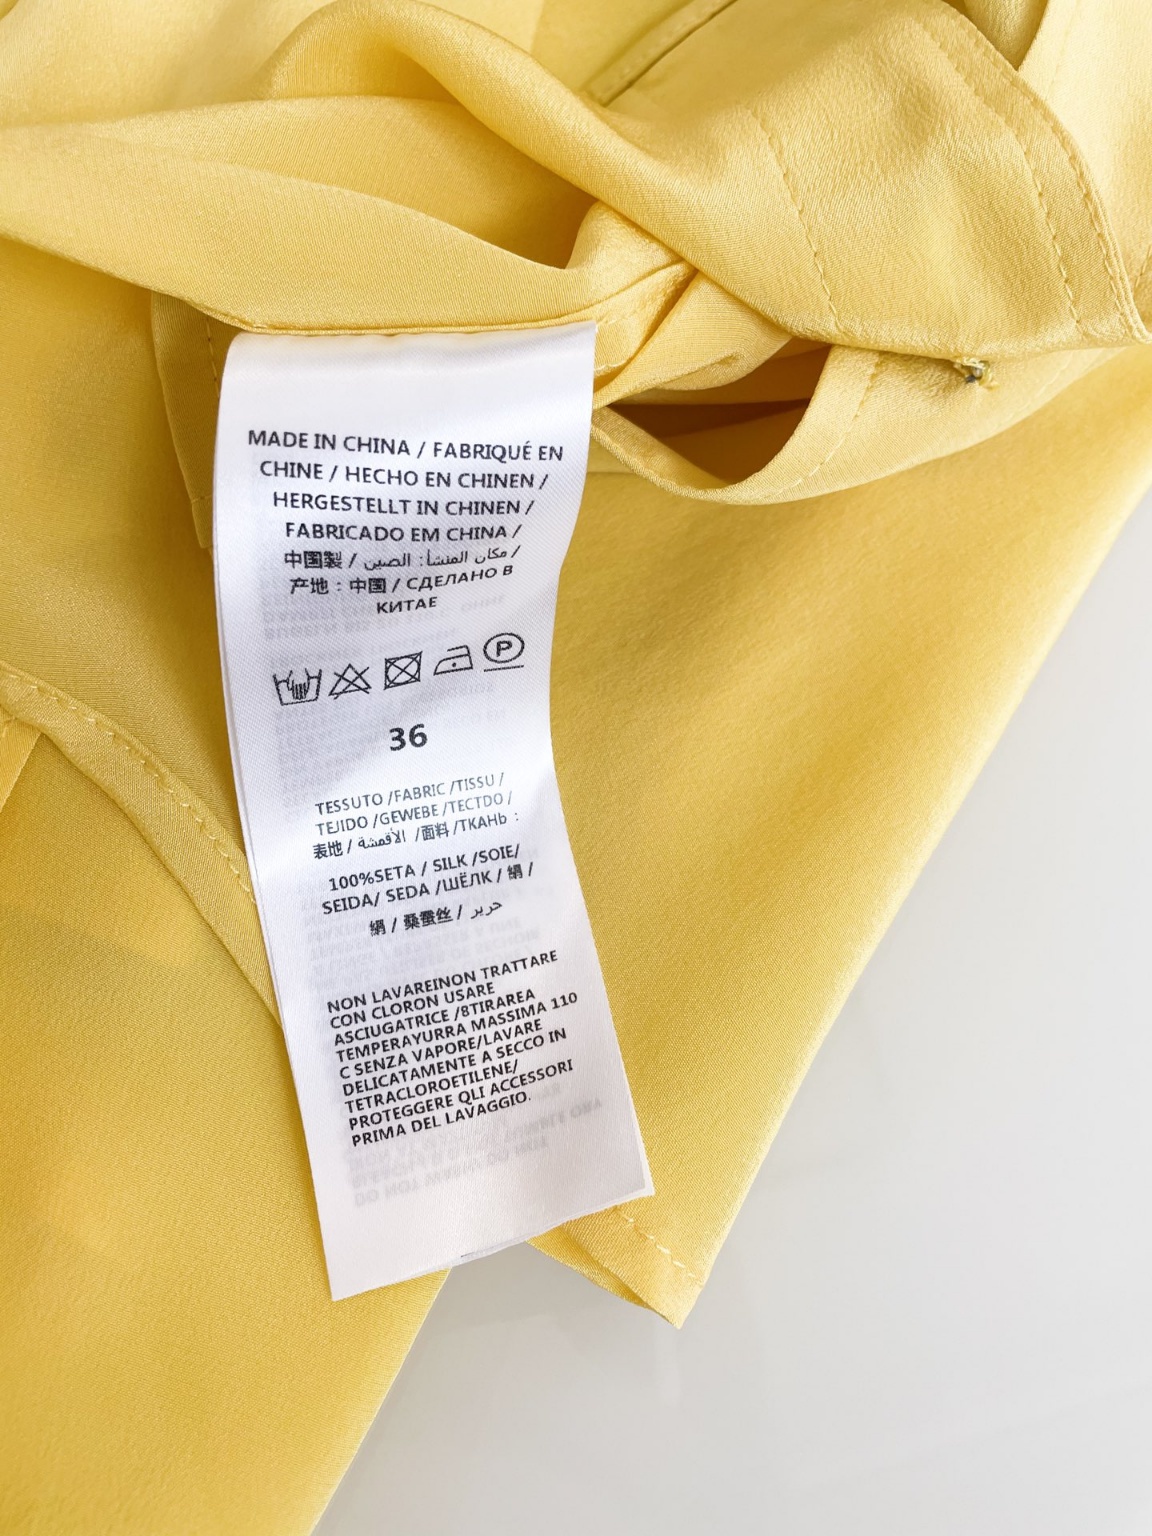 MADE IN CHINA / FABRIQUÉ EN
CHINE / HECHO EN CHINEN /
HERGESTELLT IN CHINEN /
FABRICADO EM CHINA /
中国製 / مكان المنشأ: الصين /
产地：中国 / СДЕЛАНО В
КИТАЕ
P
36
TESSUTO /FABRIC /TISSU /
TEJIDO /GEWEBE /TECTDO /
表地 / الأقمشة /面料 /ТКАНЬ :
100%SETA / SILK /SOIE/
SEIDA/ SEDA /ШЁЛК / 絹 /
絹 / 桑蚕丝 / حرير
NON LAVAREINON TRATTARE
CON CLORON USARE
ASCIUGATRICE /8TIRAREA
TEMPERAYURRA MASSIMA 110
C SENZA VAPORE/LAVARE
DELICATAMENTE A SECCO IN
TETRACLOROETILENE/
PROTEGGERE QLI ACCESSORI
PRIMA DEL LAVAGGIO.